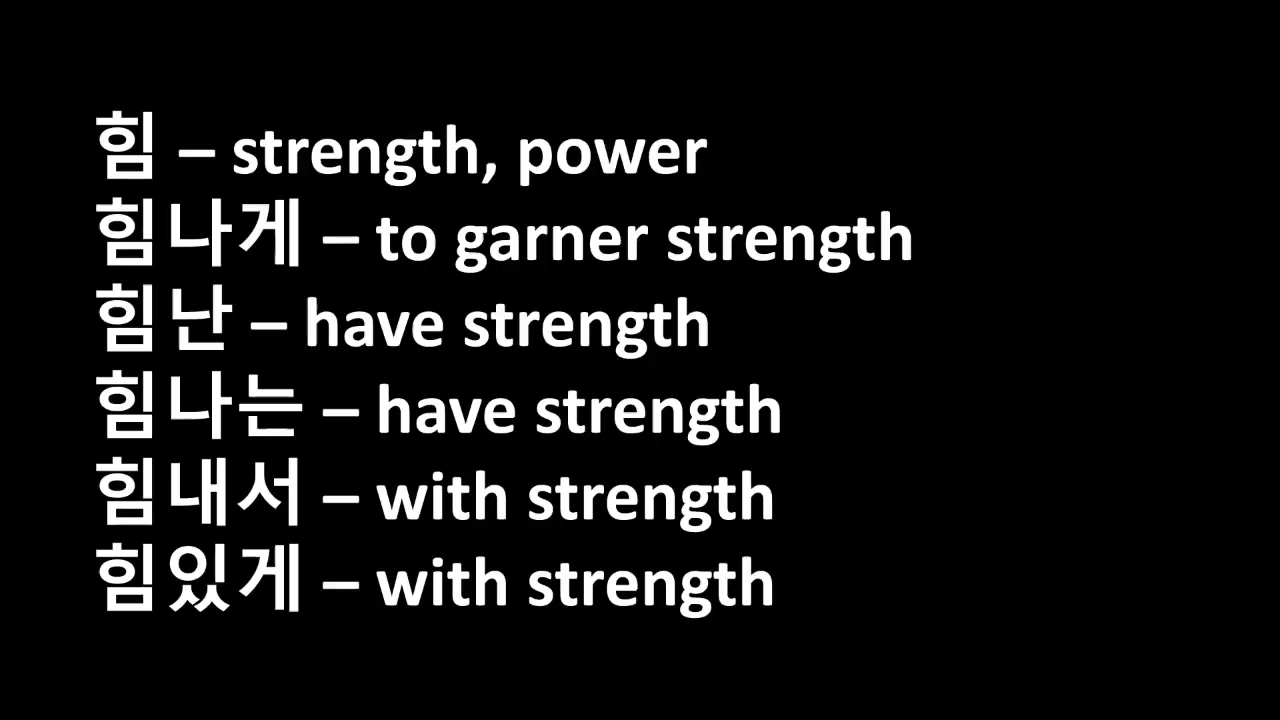 힘 – strength, power
힘나게 – to garner strength
힘난 – have strength
힘나는 – have strength
힘내서 – with strength
힘있게 – with strength